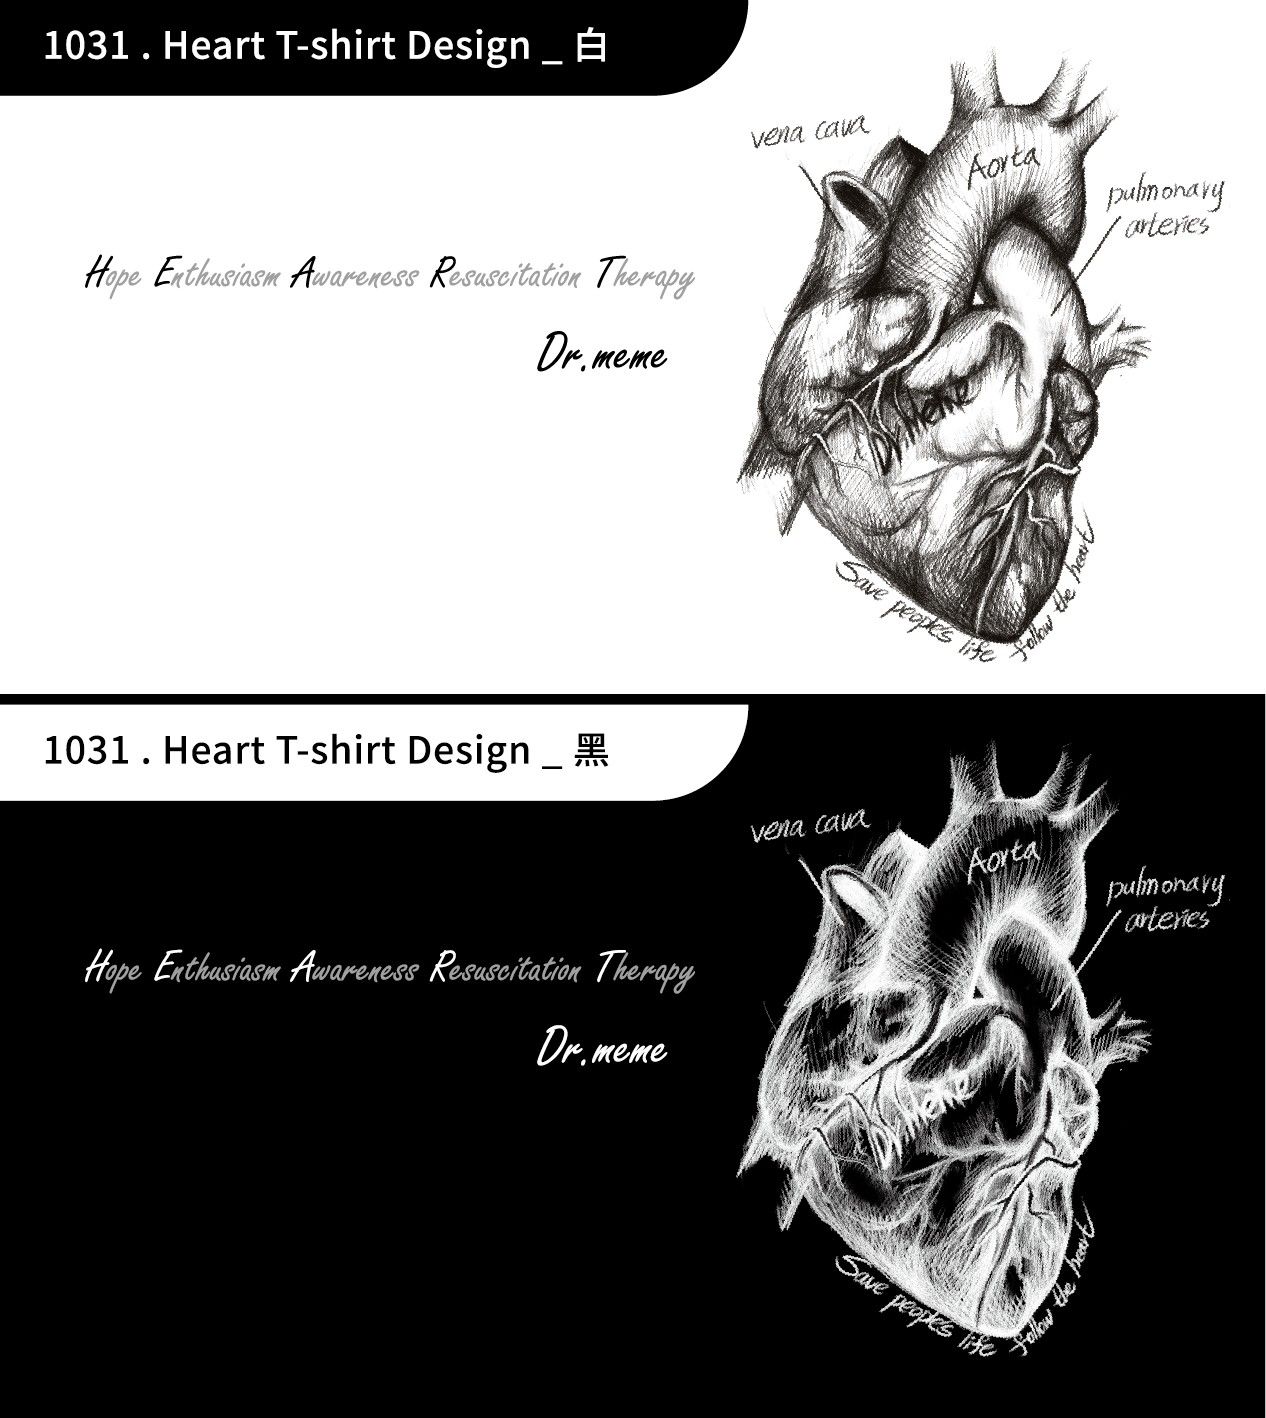 1031 . Heart T-shirt Design _ 白
vena cava
Aorta
pulmonary
arteries
Hope Enthusiasm Awareness Resuscitation Therapy
Dr.meme
Dr.Meme
Save people's life follow the heart
1031 . Heart T-shirt Design _ 黑
vena cava
Aorta
pulmonary
arteries
Hope Enthusiasm Awareness Resuscitation Therapy
Dr.meme
Dr.Meme
Save people's life follow the heart